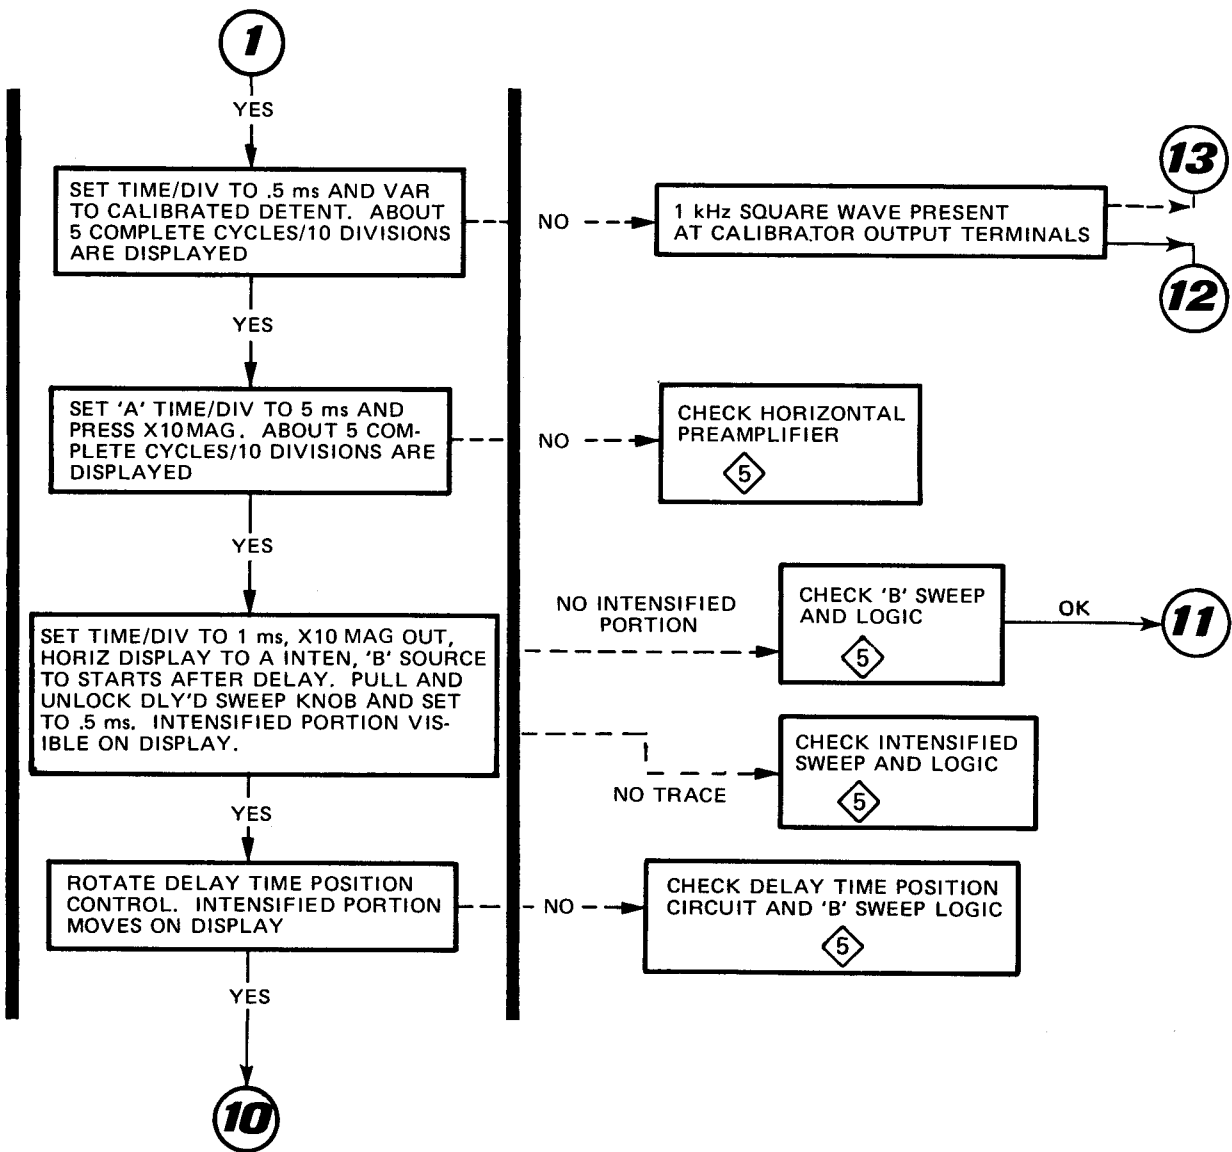 1
YES
SET TIME/DIV TO .5 ms AND VAR
TO CALIBRATED DETENT. ABOUT
5 COMPLETE CYCLES/10 DIVISIONS
ARE DISPLAYED
NO
1 kHz SQUARE WAVE PRESENT
AT CALIBRATOR OUTPUT TERMINALS
13
12
YES
SET 'A' TIME/DIV TO 5 ms AND
PRESS X10 MAG. ABOUT 5 COM-
PLETE CYCLES/10 DIVISIONS ARE
DISPLAYED
NO
CHECK HORIZONTAL
PREAMPLIFIER
5
YES
SET TIME/DIV TO 1 ms, X10 MAG OUT,
HORIZ DISPLAY TO A INTEN, 'B' SOURCE
TO STARTS AFTER DELAY. PULL AND
UNLOCK DLY'D SWEEP KNOB AND SET
TO .5 ms. INTENSIFIED PORTION VIS-
IBLE ON DISPLAY.
NO INTENSIFIED
PORTION
CHECK 'B' SWEEP
AND LOGIC
5
OK
11
NO TRACE
CHECK INTENSIFIED
SWEEP AND LOGIC
5
YES
ROTATE DELAY TIME POSITION
CONTROL. INTENSIFIED PORTION
MOVES ON DISPLAY
NO
CHECK DELAY TIME POSITION
CIRCUIT AND 'B' SWEEP LOGIC
5
YES
10